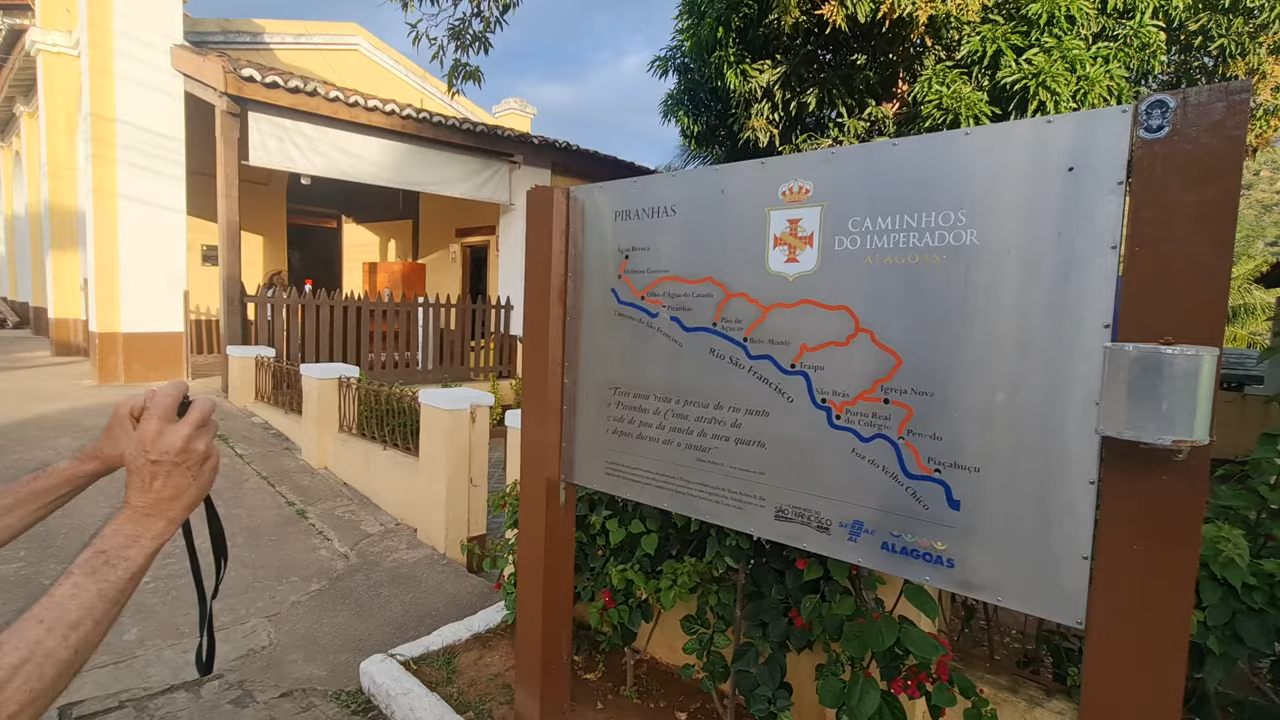 PIRANHAS
CAMINHOS
DO IMPERADOR
ALAGOAS
Água Branca
Olho d'Água do Casado
Piranhas
Pão de
Açúcar
Belo Monte
Traipu
São Brás
Igreja Nova
Porto Real
do Colégio
Penedo
Piaçabuçu
Rio São Francisco
Foz do Velho Chico
"Tirei uma vista à pressa do rio junto
a Piranhas de Cima, através da
grade de pau da janela do meu quarto,
e depois dormi até o jantar."
CAMINHOS DO
SÃO FRANCISCO
SEBRAE
AL
ALAGOAS